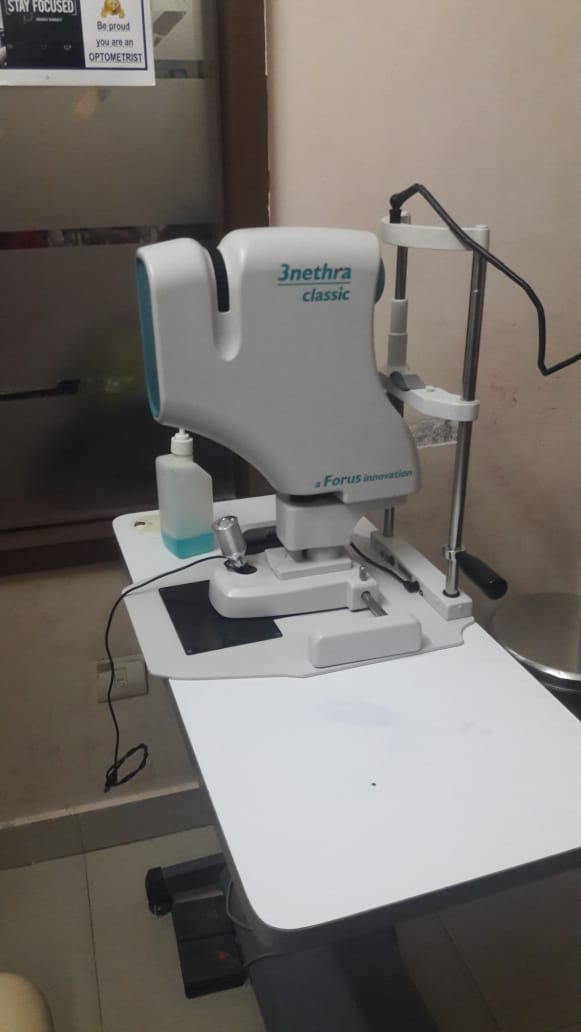 STAY FOCUSED
Be proud
you are an
OPTOMETRIST
3nethra
classic
a Forus innovation